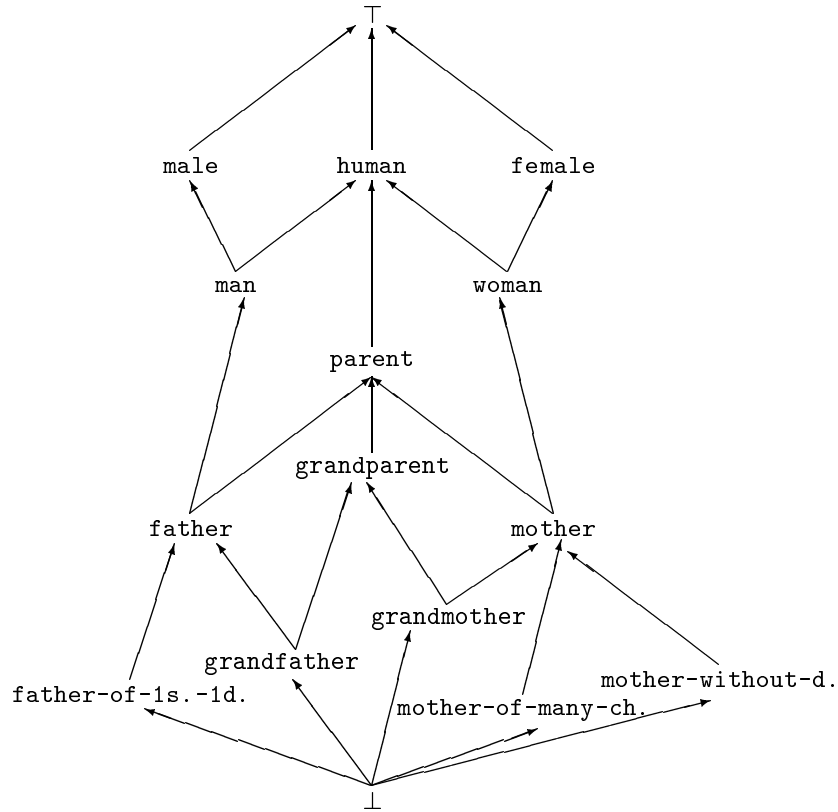 ⊤
male human female
man woman
parent
grandparent
father mother
grandmother
grandfather
mother-without-d.
father-of-1s.-1d.
mother-of-many-ch.
⊥